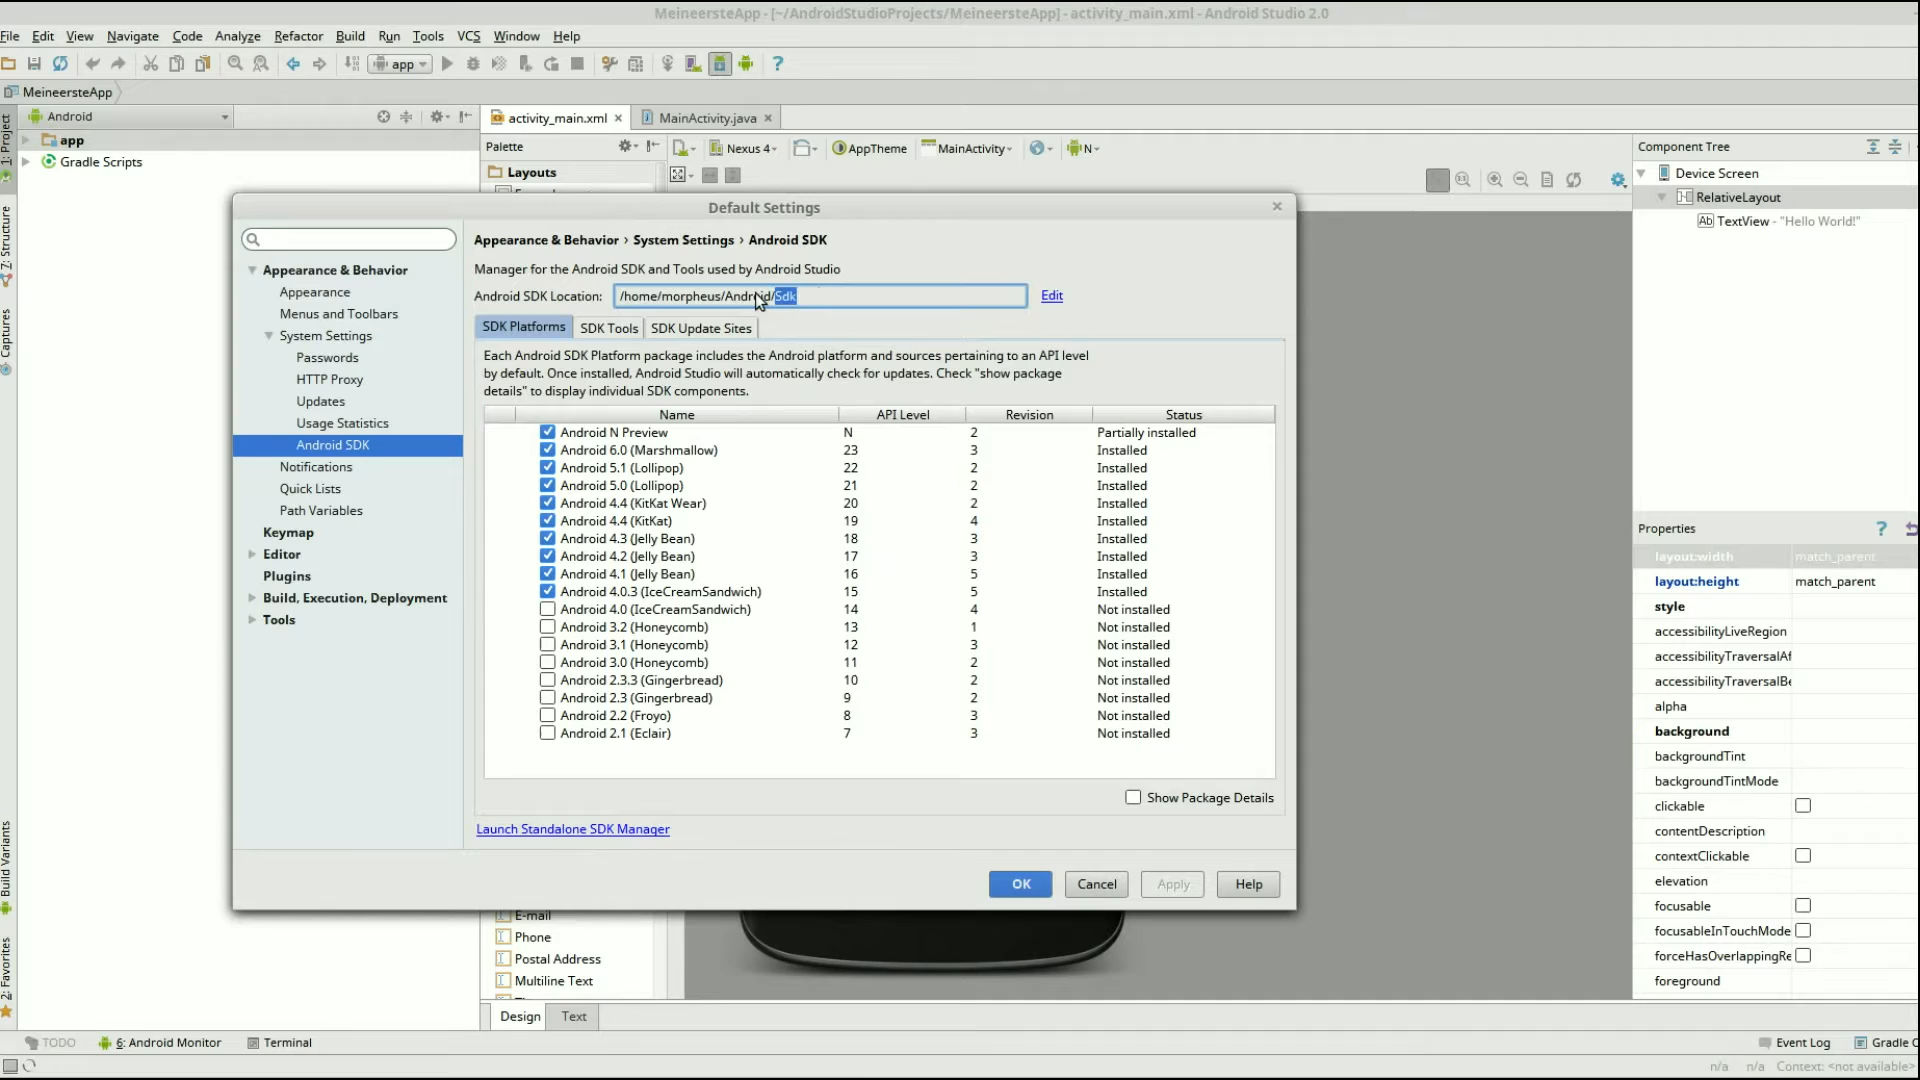 MeineersteApp - [~/AndroidStudioProjects/MeineersteApp] - activity_main.xml - Android Studio 2.0
File Edit View Navigate Code Analyze Refactor Build Run Tools VCS Window Help
app
MeineersteApp
1: Project
Z: Structure
Captures
Build Variants
2: Favorites
Android
app
Gradle Scripts
activity_main.xml
MainActivity.java
Palette
Layouts
Nexus 4
AppTheme
MainActivity
N
Component Tree
Device Screen
RelativeLayout
Ab TextView - "Hello World!"
Default Settings
Appearance & Behavior
Appearance
Menus and Toolbars
System Settings
Passwords
HTTP Proxy
Updates
Usage Statistics
Android SDK
Notifications
Quick Lists
Path Variables
Keymap
Editor
Plugins
Build, Execution, Deployment
Tools
Appearance & Behavior › System Settings › Android SDK
Manager for the Android SDK and Tools used by Android Studio
Android SDK Location: /home/morpheus/Android/Sdk Edit
SDK Platforms SDK Tools SDK Update Sites
Each Android SDK Platform package includes the Android platform and sources pertaining to an API level
by default. Once installed, Android Studio will automatically check for updates. Check "show package
details" to display individual SDK components.
Name API Level Revision Status
Android N Preview N 2 Partially installed
Android 6.0 (Marshmallow) 23 3 Installed
Android 5.1 (Lollipop) 22 2 Installed
Android 5.0 (Lollipop) 21 2 Installed
Android 4.4 (KitKat Wear) 20 2 Installed
Android 4.4 (KitKat) 19 4 Installed
Android 4.3 (Jelly Bean) 18 3 Installed
Android 4.2 (Jelly Bean) 17 3 Installed
Android 4.1 (Jelly Bean) 16 5 Installed
Android 4.0.3 (IceCreamSandwich) 15 5 Installed
Android 4.0 (IceCreamSandwich) 14 4 Not installed
Android 3.2 (Honeycomb) 13 1 Not installed
Android 3.1 (Honeycomb) 12 3 Not installed
Android 3.0 (Honeycomb) 11 2 Not installed
Android 2.3.3 (Gingerbread) 10 2 Not installed
Android 2.3 (Gingerbread) 9 2 Not installed
Android 2.2 (Froyo) 8 3 Not installed
Android 2.1 (Eclair) 7 3 Not installed
Show Package Details
Launch Standalone SDK Manager
OK Cancel Apply Help
E-mail
Phone
Postal Address
Multiline Text
Properties
layout:width match_parent
layout:height match_parent
style
accessibilityLiveRegion
accessibilityTraversalAf
accessibilityTraversalBe
alpha
background
backgroundTint
backgroundTintMode
clickable
contentDescription
contextClickable
elevation
focusable
focusableInTouchMode
forceHasOverlappingRe
foreground
Design Text
TODO 6: Android Monitor Terminal Event Log Gradle C
n/a n/a Context: <not available>